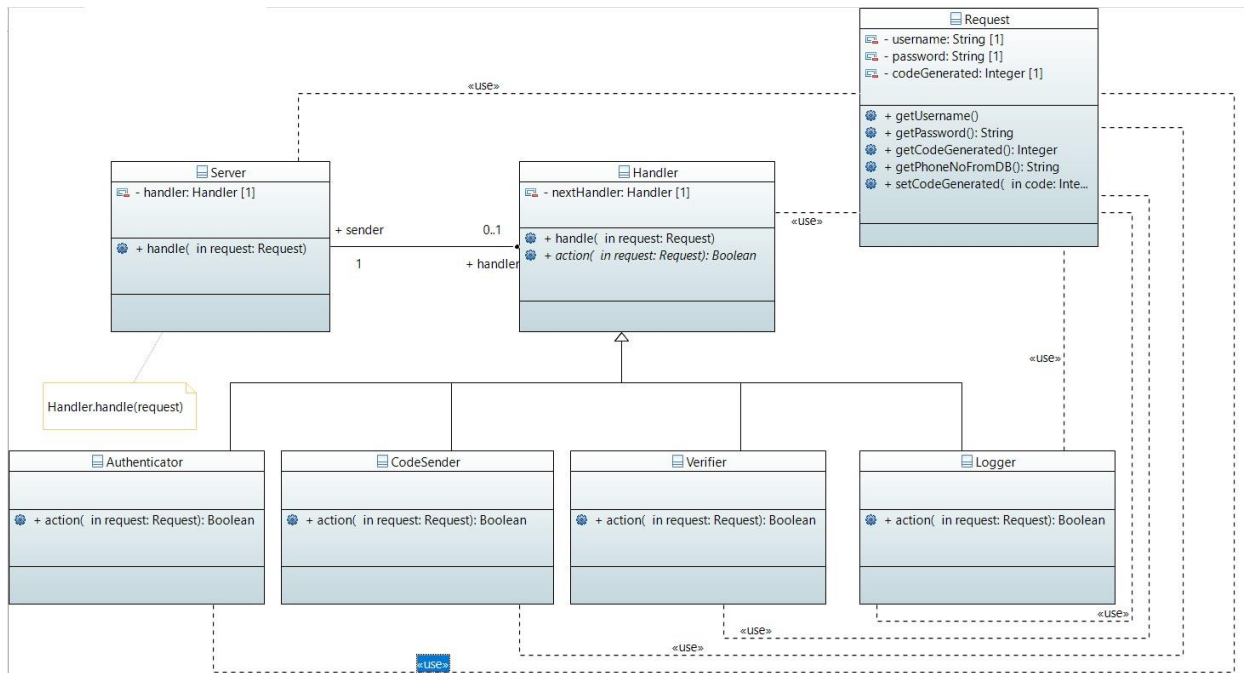 Request
- username: String [1]
- password: String [1]
- codeGenerated: Integer [1]
+ getUsername()
+ getPassword(): String
+ getCodeGenerated(): Integer
+ getPhoneNoFromDB(): String
+ setCodeGenerated( in code: Inte...
«use»
Server
- handler: Handler [1]
+ handle( in request: Request)
+ sender
1
0..1
+ handler
Handler
- nextHandler: Handler [1]
+ handle( in request: Request)
+ action( in request: Request): Boolean
«use»
«use»
Handler.handle(request)
Authenticator
+ action( in request: Request): Boolean
CodeSender
+ action( in request: Request): Boolean
Verifier
+ action( in request: Request): Boolean
Logger
+ action( in request: Request): Boolean
«use»
«use»
«use»
«use»